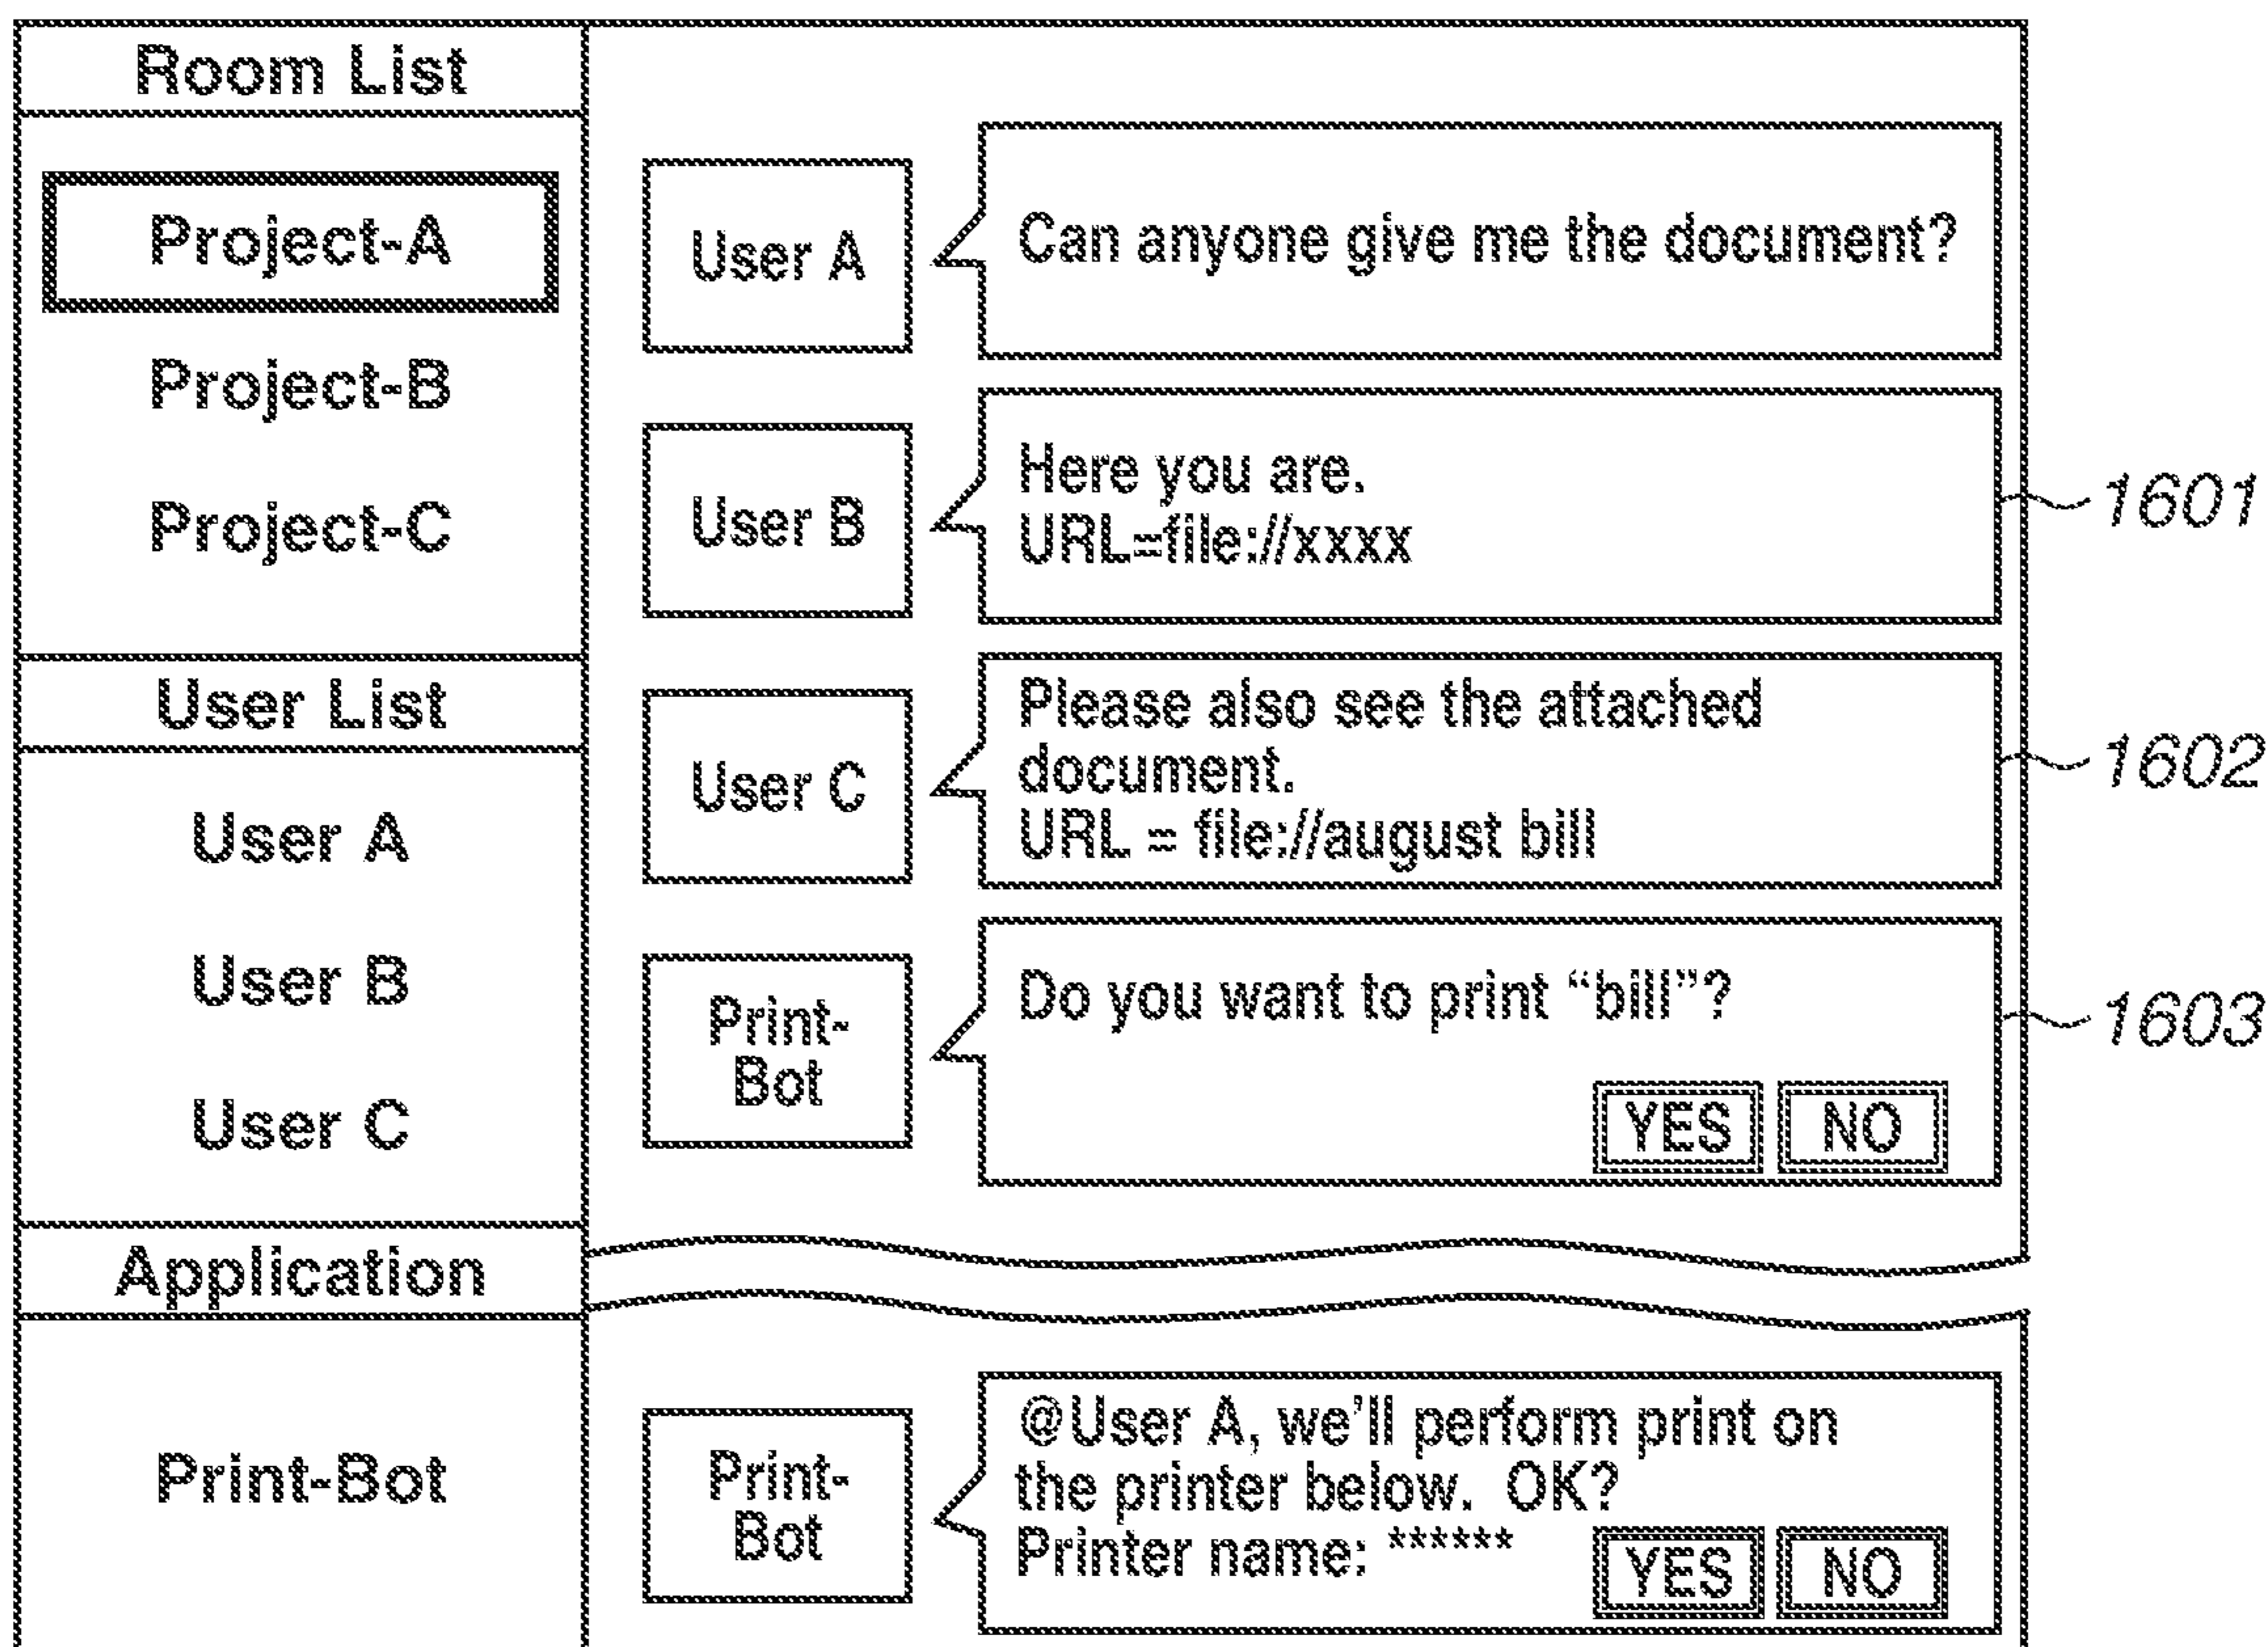 Room List
Project-A
Project-B
Project-C
User List
User A
User B
User C
Application
Print-Bot
User A
Can anyone give me the document?
User B
Here you are.
URL=file://xxxx
1601
User C
Please also see the attached
document.
URL = file://august bill
1602
Print-
Bot
Do you want to print “bill”?
YES
NO
1603
Print-
Bot
@User A, we’ll perform print on
the printer below.  OK?
Printer name: ******
YES
NO